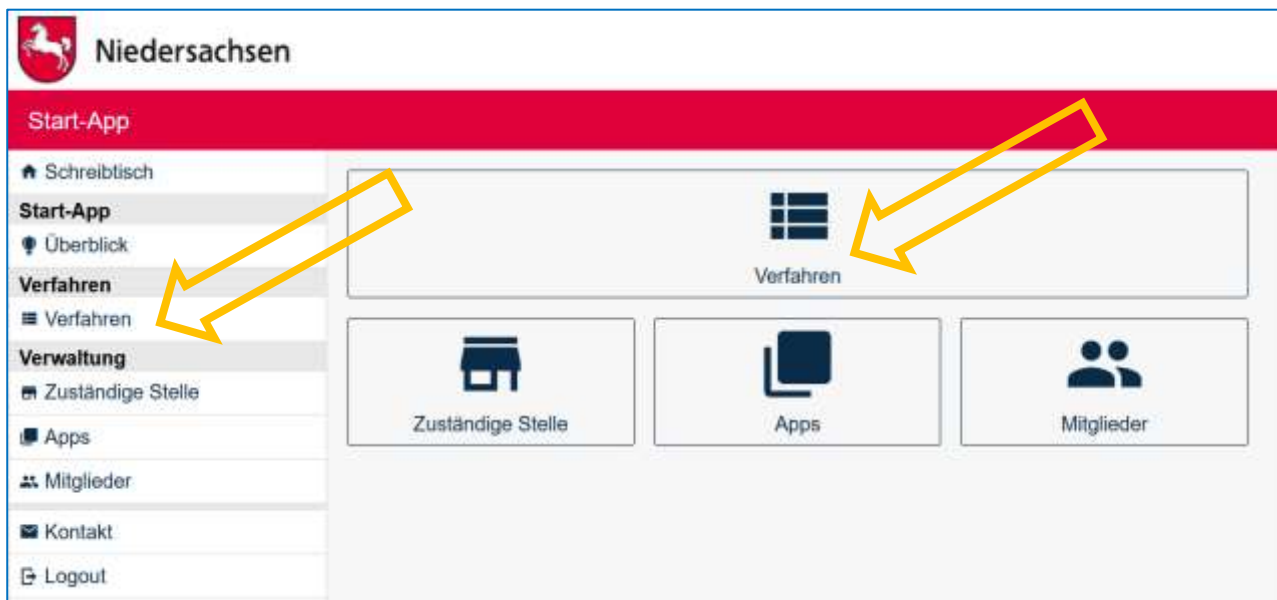 Niedersachsen
Start-App
Schreibtisch
Start-App
Überblick
Verfahren
Verfahren
Verwaltung
Zuständige Stelle
Apps
Mitglieder
Kontakt
Logout
Verfahren
Zuständige Stelle
Apps
Mitglieder